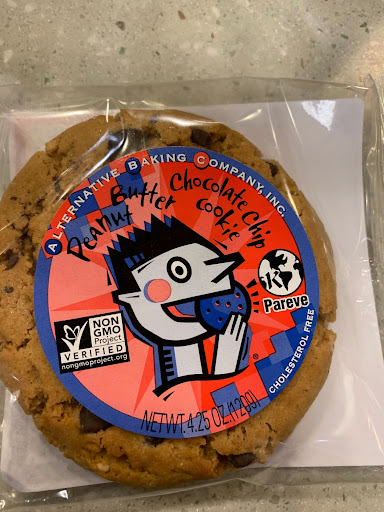 ALTERNATIVE BAKING COMPANY, INC.
Peanut Butter Chocolate Chip
Cookie
NON
GMO
Project
VERIFIED
nongmoproject.org
K
Pareve
®
CHOLESTEROL FREE
NET WT. 4.25 OZ. (120g)